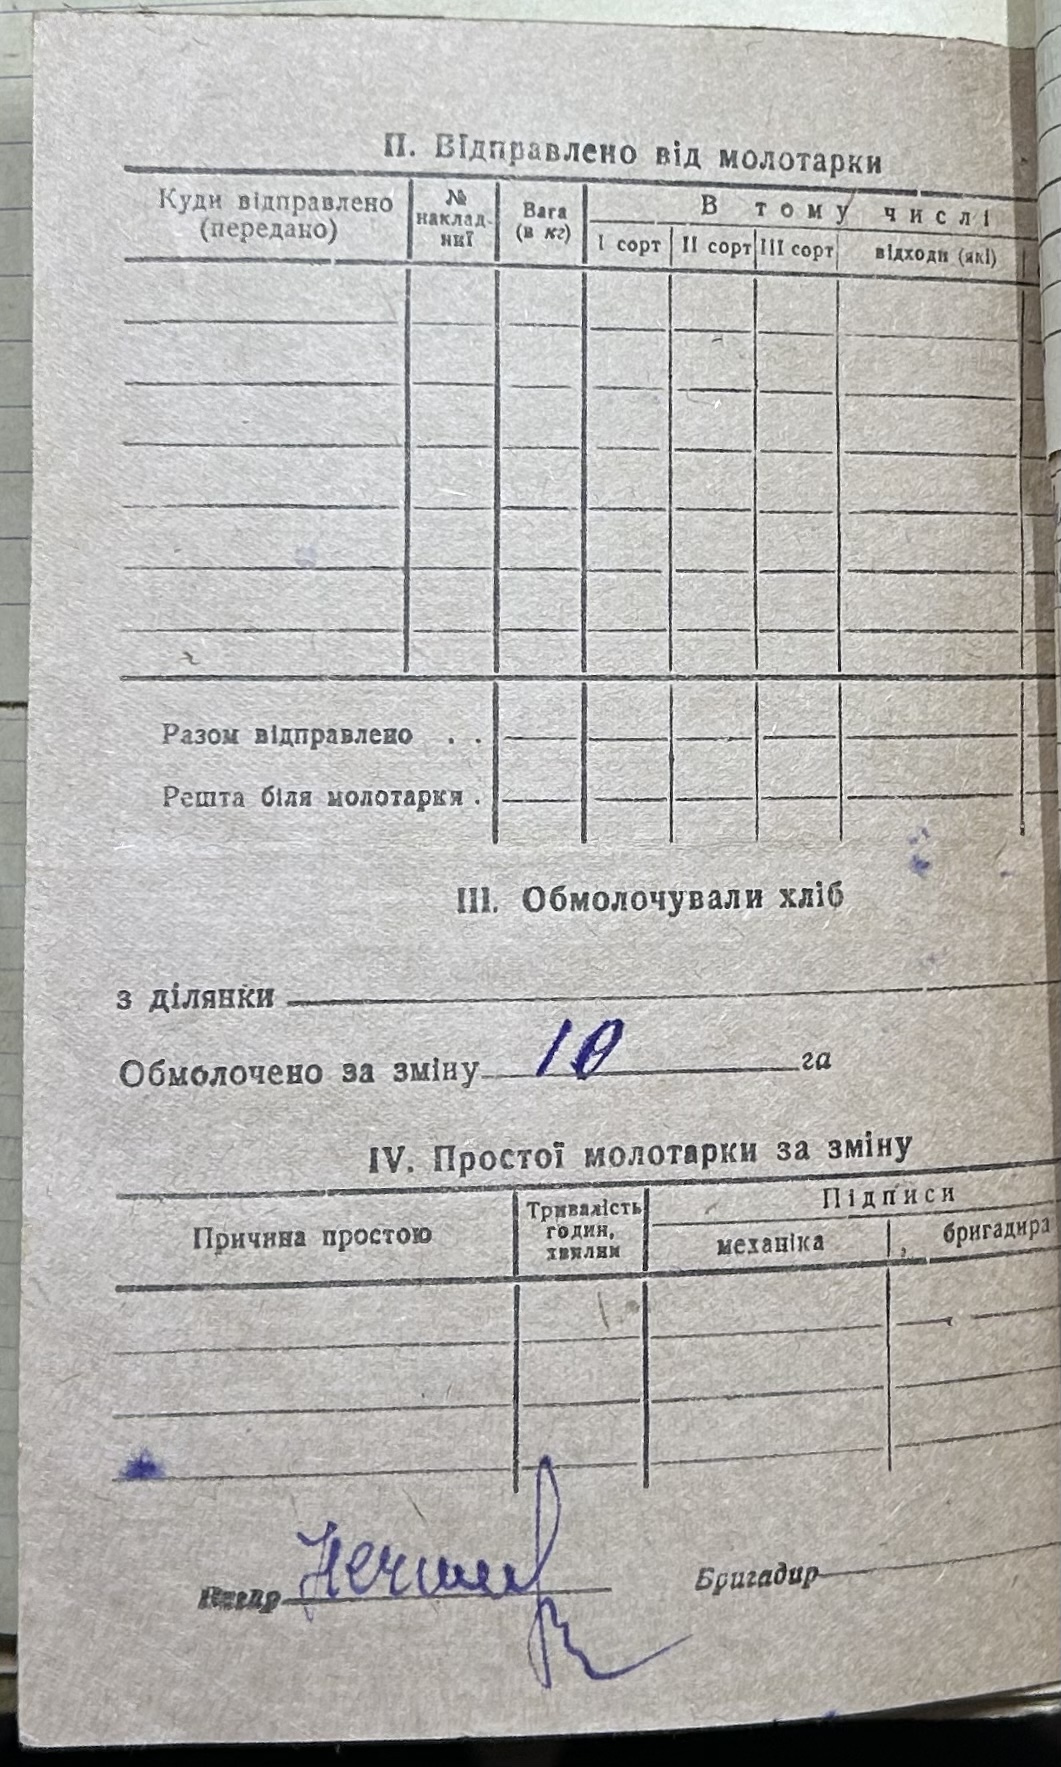 II. Відправлено від молотарки
Куди відправлено (передано)
№ наклад-ної
Вага (в кг)
В тому числі
I сорт
II сорт
III сорт
відходи (які)
Разом відправлено . .
Решта біля молотарки .
III. Обмолочували хліб
з ділянки
Обмолочено за зміну 10 га
IV. Простої молотарки за зміну
Причина простою
Тривалість годин, хвилин
Підписи
механіка
бригадира
Бригадир